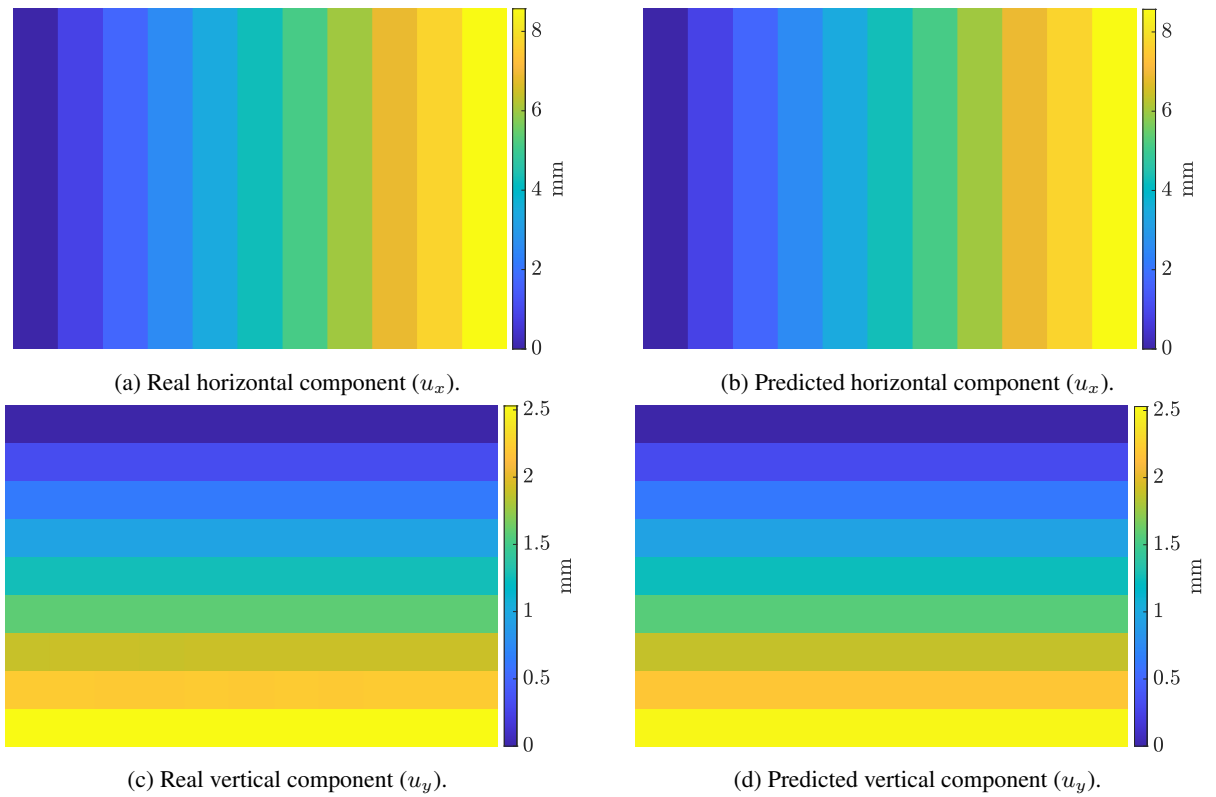 8
6
4
2
0
mm
8
6
4
2
0
mm
(a) Real horizontal component (uₓ).
(b) Predicted horizontal component (uₓ).
2.5
2
1.5
1
0.5
0
mm
2.5
2
1.5
1
0.5
0
mm
(c) Real vertical component (u_y).
(d) Predicted vertical component (u_y).